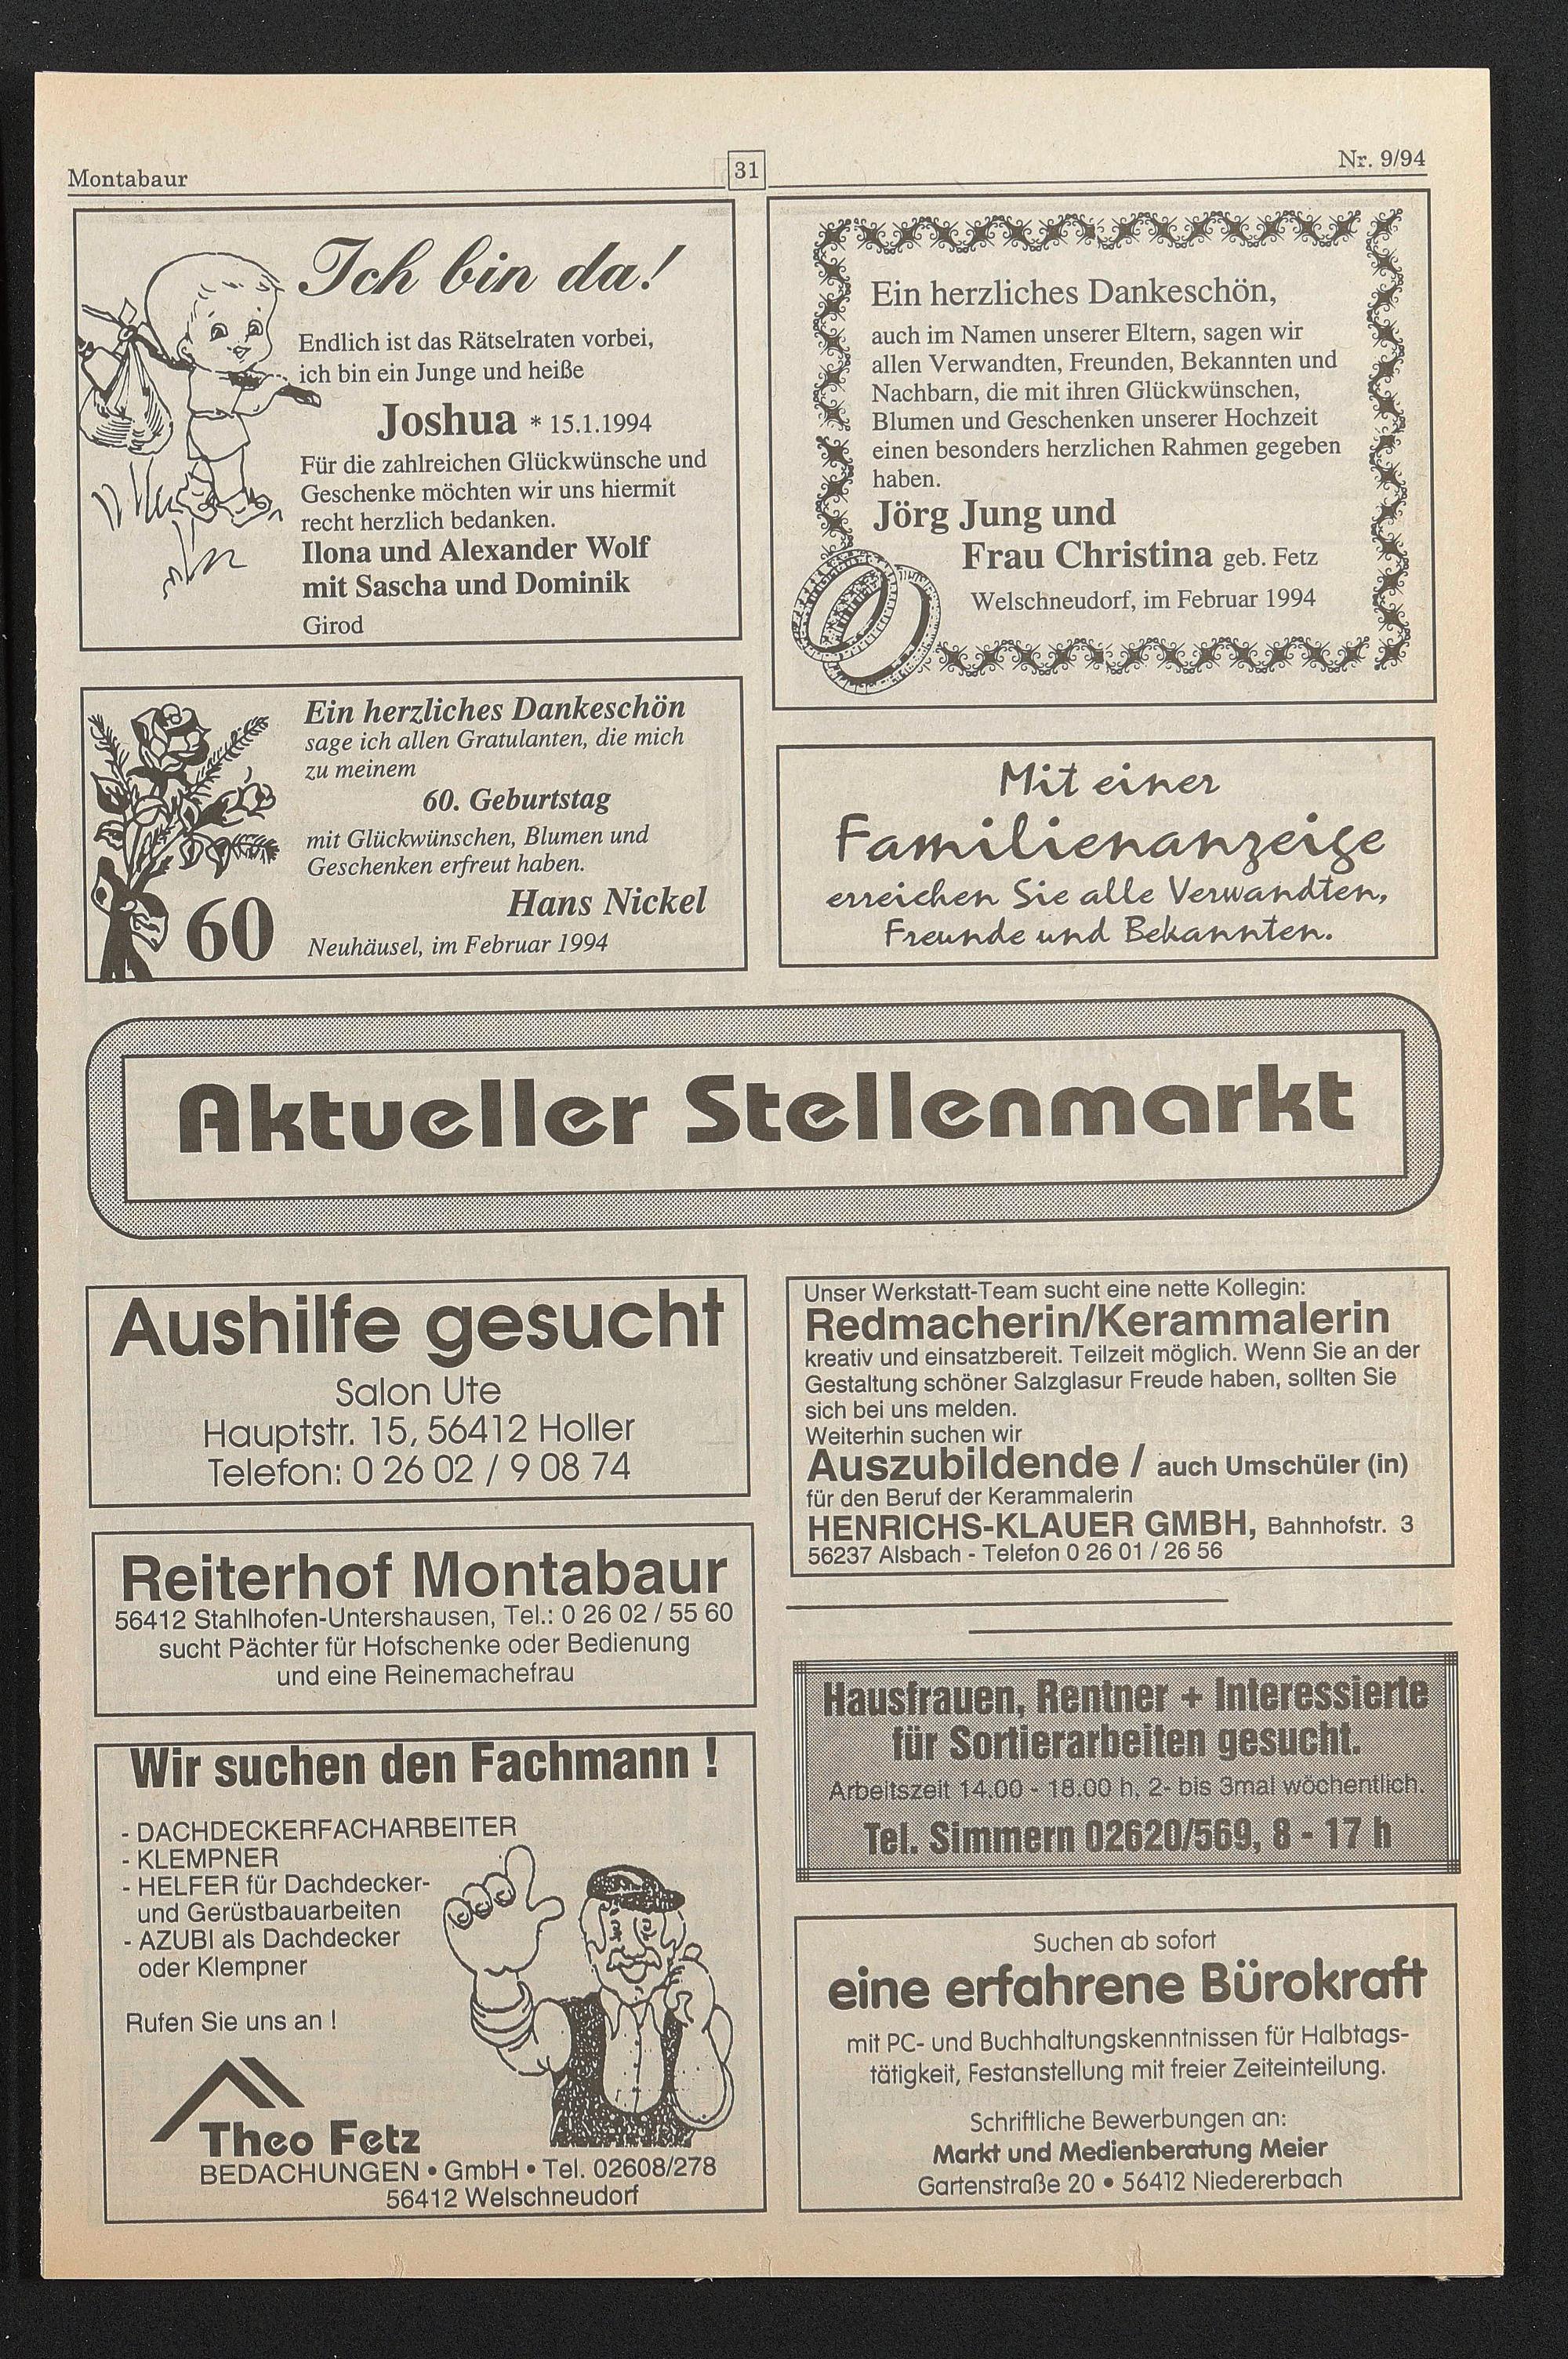 Montabaur
31
Nr. 9/94
Ich bin da!
Endlich ist das Rätselraten vorbei,
ich bin ein Junge und heiße
Joshua * 15.1.1994
Für die zahlreichen Glückwünsche und
Geschenke möchten wir uns hiermit
recht herzlich bedanken.
Ilona und Alexander Wolf
mit Sascha und Dominik
Girod
Ein herzliches Dankeschön,
auch im Namen unserer Eltern, sagen wir
allen Verwandten, Freunden, Bekannten und
Nachbarn, die mit ihren Glückwünschen,
Blumen und Geschenken unserer Hochzeit
einen besonders herzlichen Rahmen gegeben
haben.
Jörg Jung und
Frau Christina geb. Fetz
Welschneudorf, im Februar 1994
Ein herzliches Dankeschön
sage ich allen Gratulanten, die mich
zu meinem
60. Geburtstag
mit Glückwünschen, Blumen und
Geschenken erfreut haben.
Hans Nickel
60
Neuhäusel, im Februar 1994
Mit einer
Familienanzeige
erreichen Sie alle Verwandten,
Freunde und Bekannten.
Aktueller Stellenmarkt
Aushilfe gesucht
Salon Ute
Hauptstr. 15, 56412 Holler
Telefon: 0 26 02 / 9 08 74
Reiterhof Montabaur
56412 Stahlhofen-Untershausen, Tel.: 0 26 02 / 55 60
sucht Pächter für Hofschenke oder Bedienung
und eine Reinemachefrau
Wir suchen den Fachmann !
- DACHDECKERFACHARBEITER
- KLEMPNER
- HELFER für Dachdecker-
und Gerüstbauarbeiten
- AZUBI als Dachdecker
oder Klempner
Rufen Sie uns an !
Theo Fetz
BEDACHUNGEN • GmbH • Tel. 02608/278
56412 Welschneudorf
Unser Werkstatt-Team sucht eine nette Kollegin:
Redmacherin/Kerammalerin
kreativ und einsatzbereit. Teilzeit möglich. Wenn Sie an der
Gestaltung schöner Salzglasur Freude haben, sollten Sie
sich bei uns melden.
Weiterhin suchen wir
Auszubildende / auch Umschüler (in)
für den Beruf der Kerammalerin
HENRICHS-KLAUER GMBH, Bahnhofstr. 3
56237 Alsbach - Telefon 0 26 01 / 26 56
Hausfrauen, Rentner + Interessierte
für Sortierarbeiten gesucht.
Arbeitszeit 14.00 - 18.00 h, 2- bis 3mal wöchentlich.
Tel. Simmern 02620/569, 8 - 17 h
Suchen ab sofort
eine erfahrene Bürokraft
mit PC- und Buchhaltungskenntnissen für Halbtags-
tätigkeit, Festanstellung mit freier Zeiteinteilung.
Schriftliche Bewerbungen an:
Markt und Medienberatung Meier
Gartenstraße 20 • 56412 Niedererbach